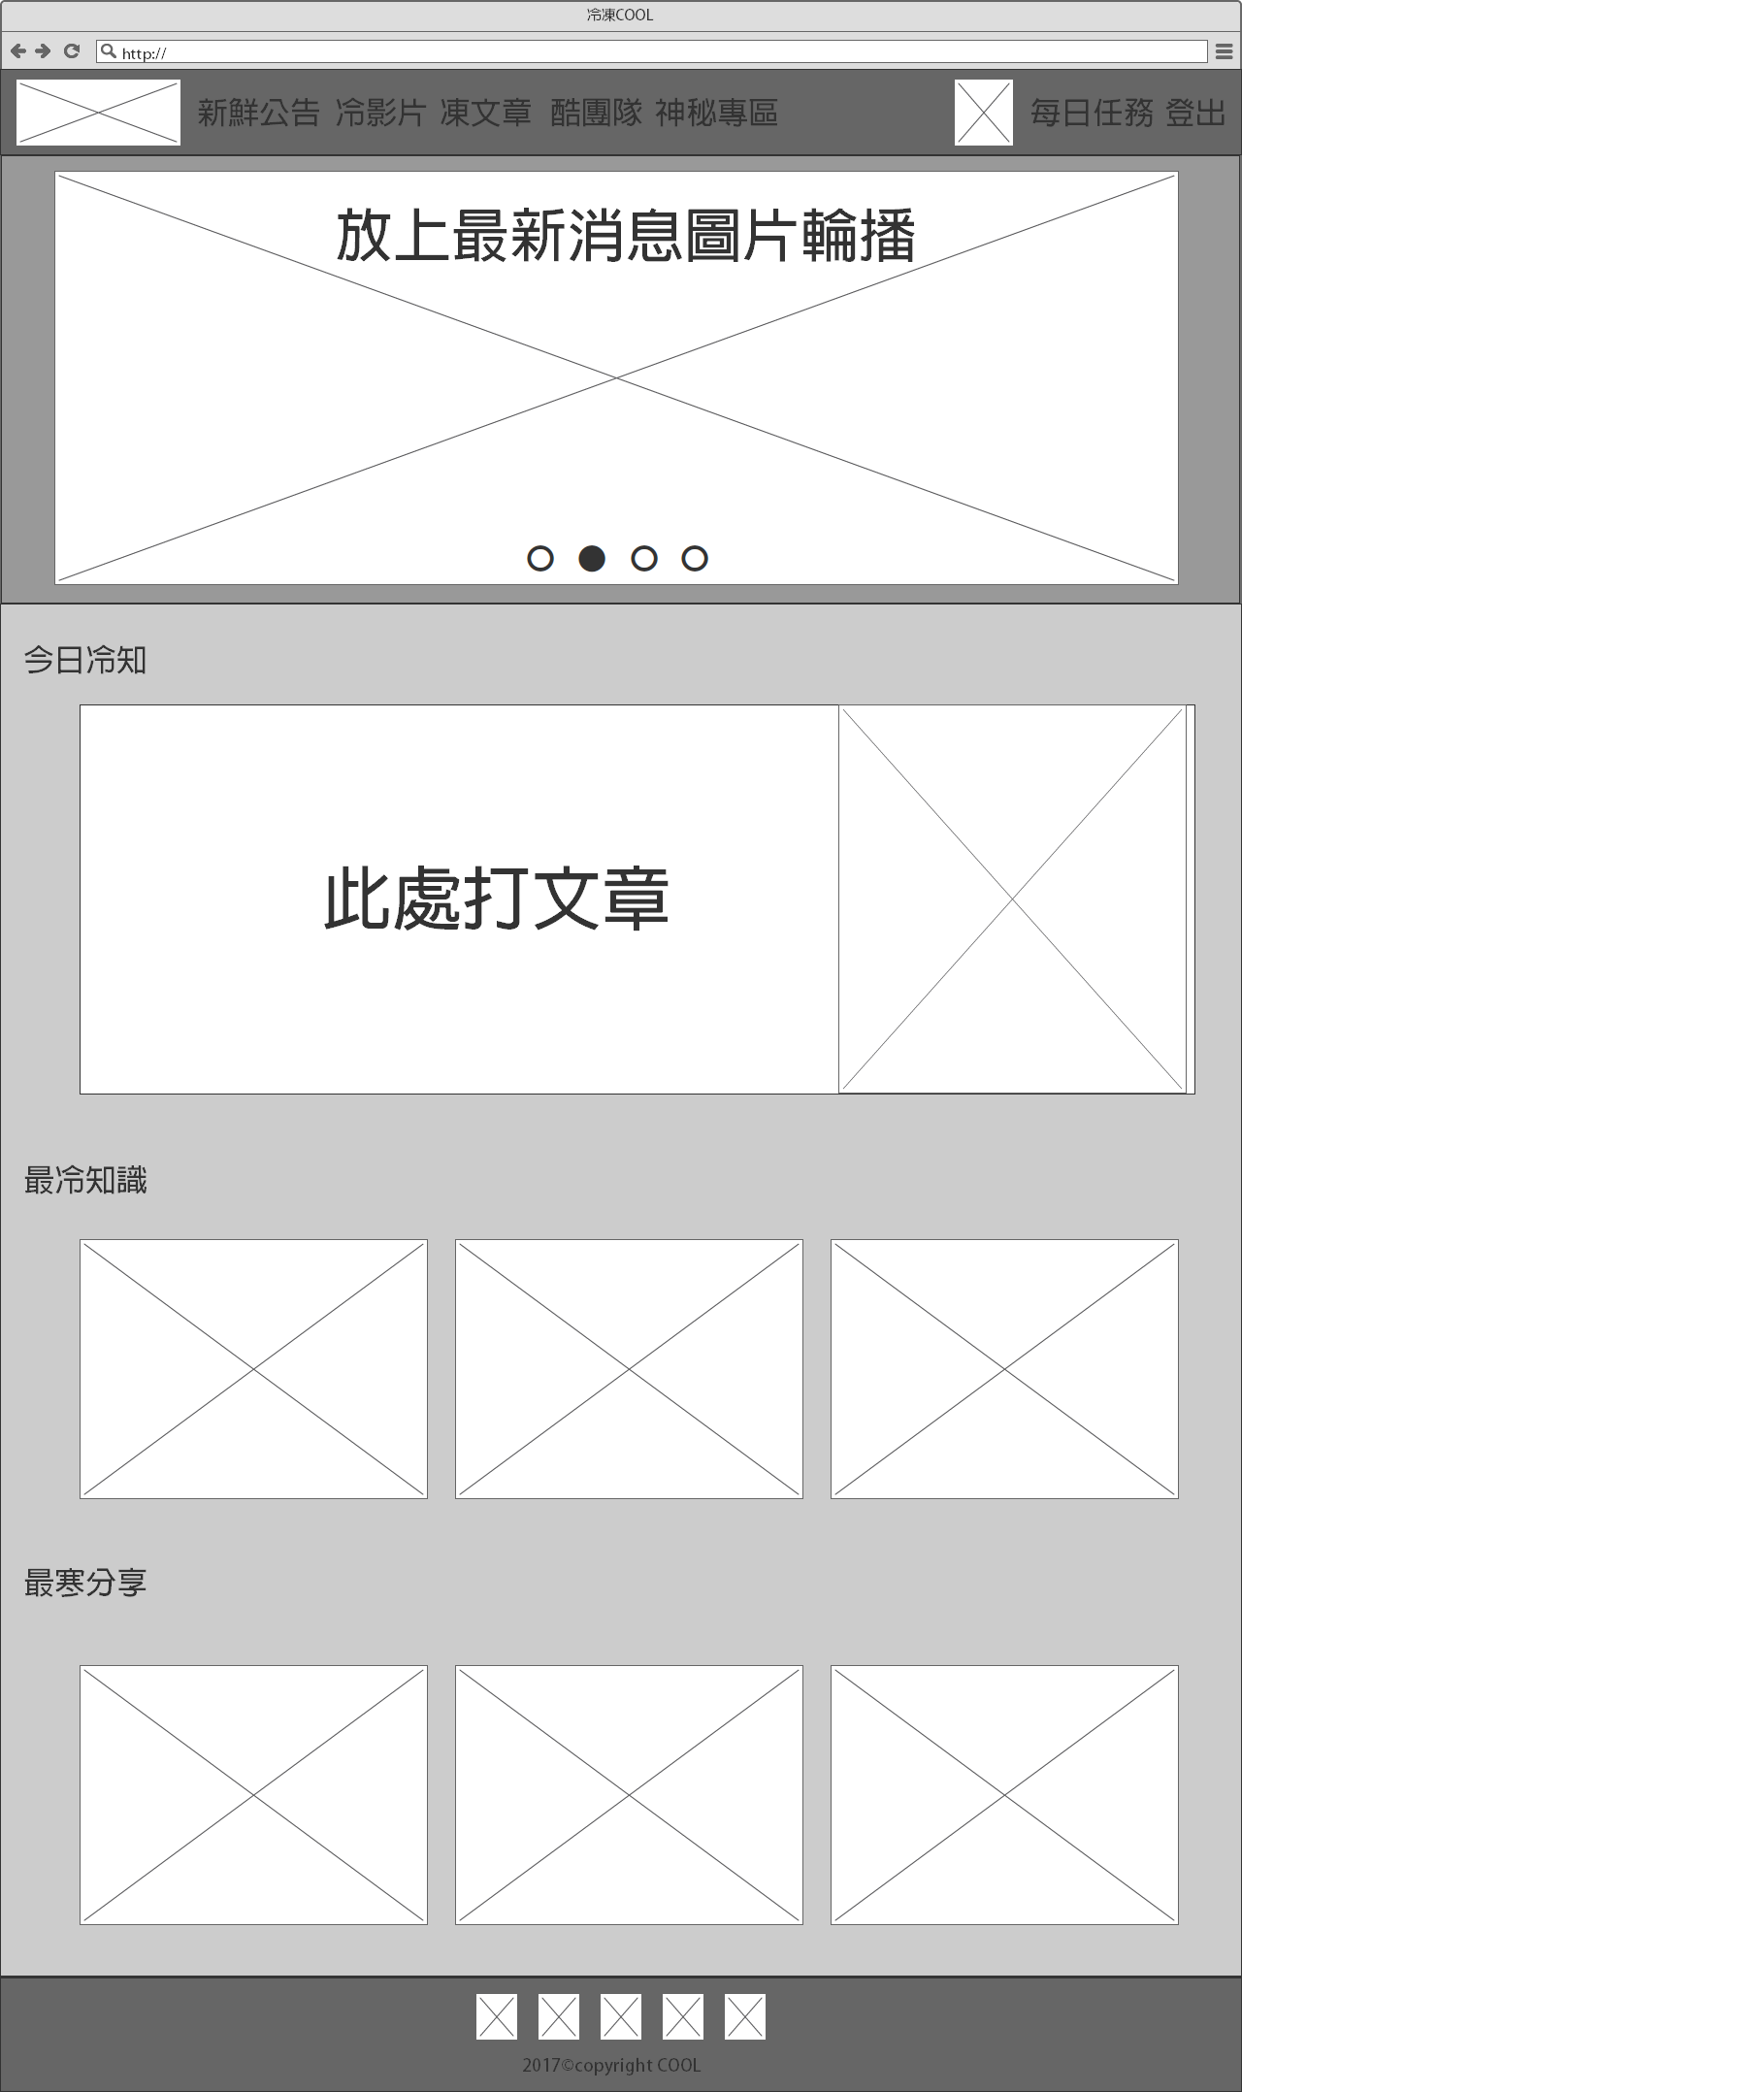 冷凍COOL
http://
新鮮公告 冷影片 凍文章 酷團隊 神秘專區 每日任務 登出
放上最新消息圖片輪播
今日冷知
此處打文章
最冷知識
最寒分享
2017©copyright COOL